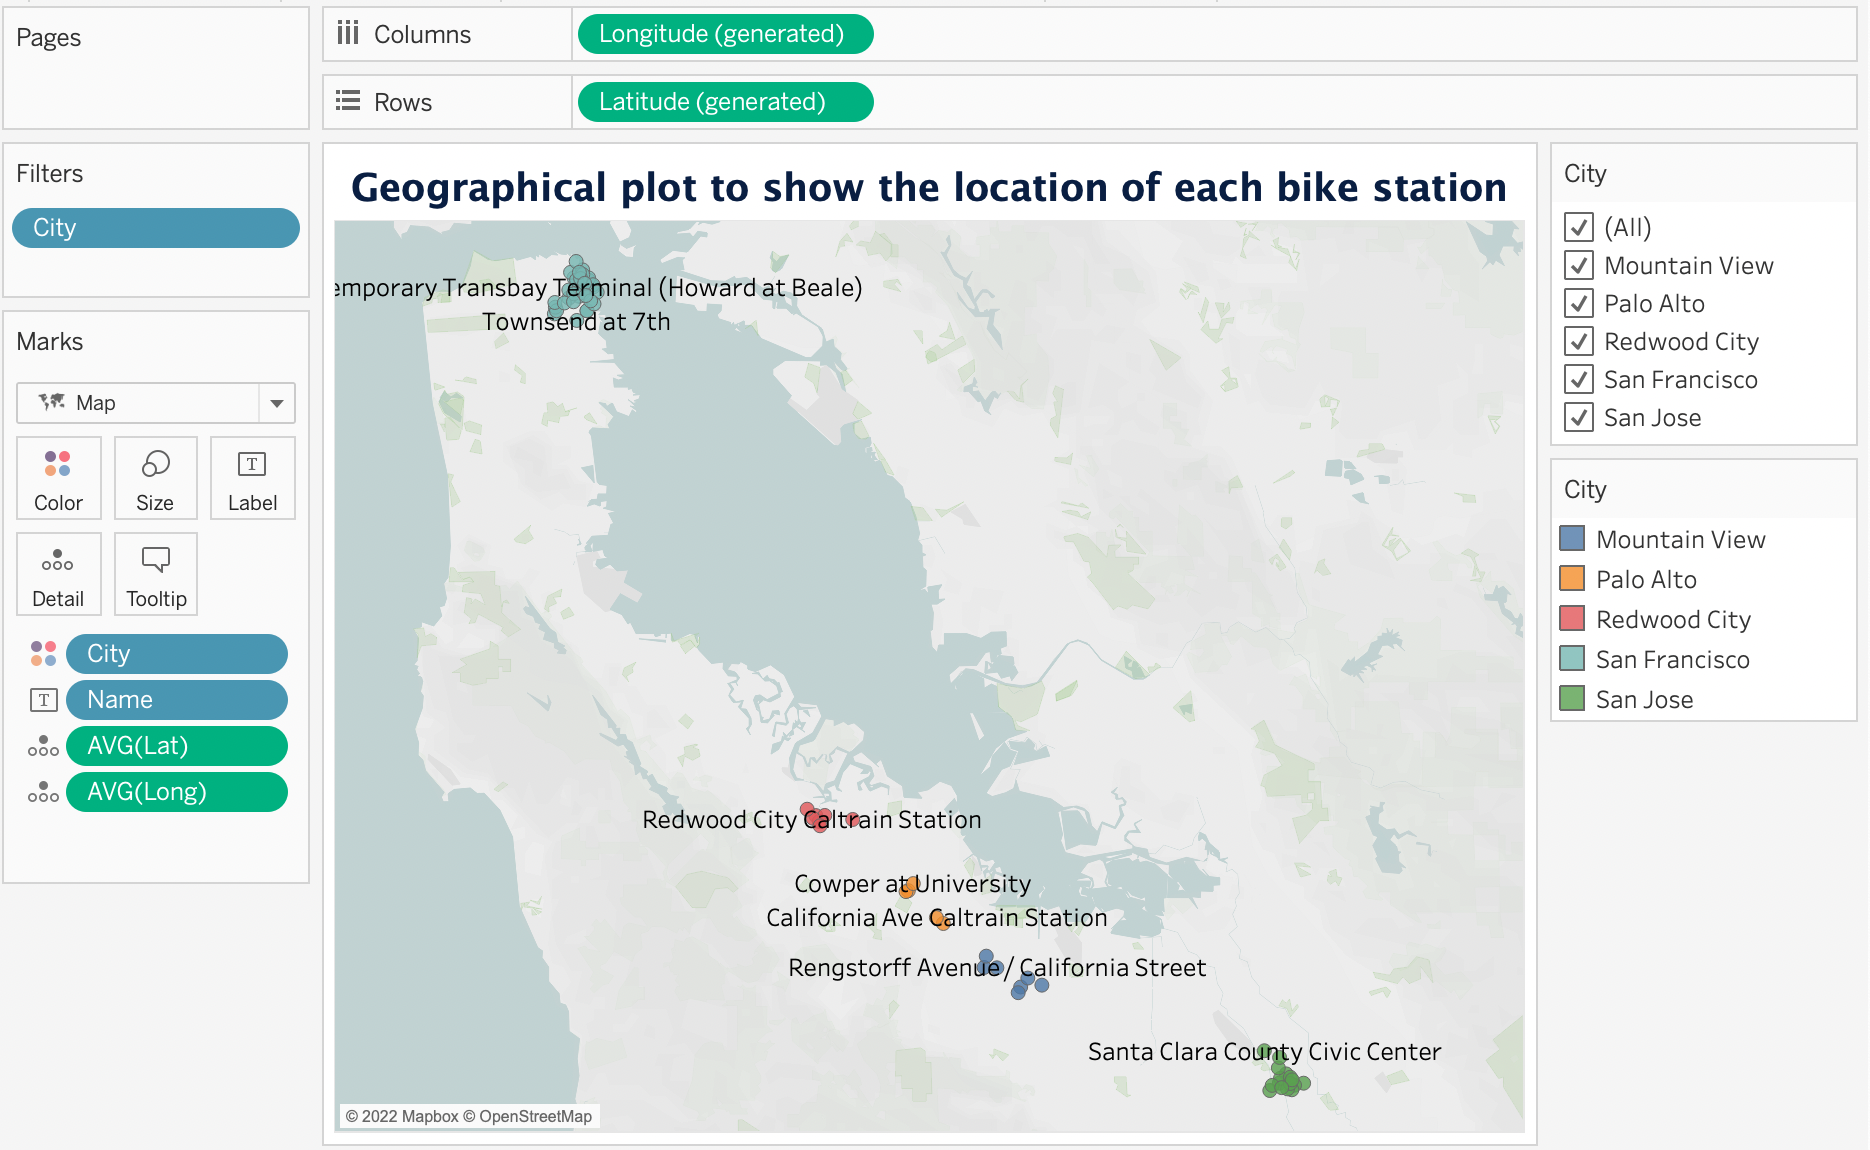 Pages
Columns
Longitude (generated)
Rows
Latitude (generated)
Filters
City
Marks
Map
Color
Size
T
Label
Detail
Tooltip
City
T
Name
AVG(Lat)
AVG(Long)
Geographical plot to show the location of each bike station
emporary Transbay Terminal (Howard at Beale)
Townsend at 7th
Redwood City Caltrain Station
Cowper at University
California Ave Caltrain Station
Rengstorff Avenue / California Street
Santa Clara County Civic Center
© 2022 Mapbox © OpenStreetMap
City
(All)
Mountain View
Palo Alto
Redwood City
San Francisco
San Jose
City
Mountain View
Palo Alto
Redwood City
San Francisco
San Jose